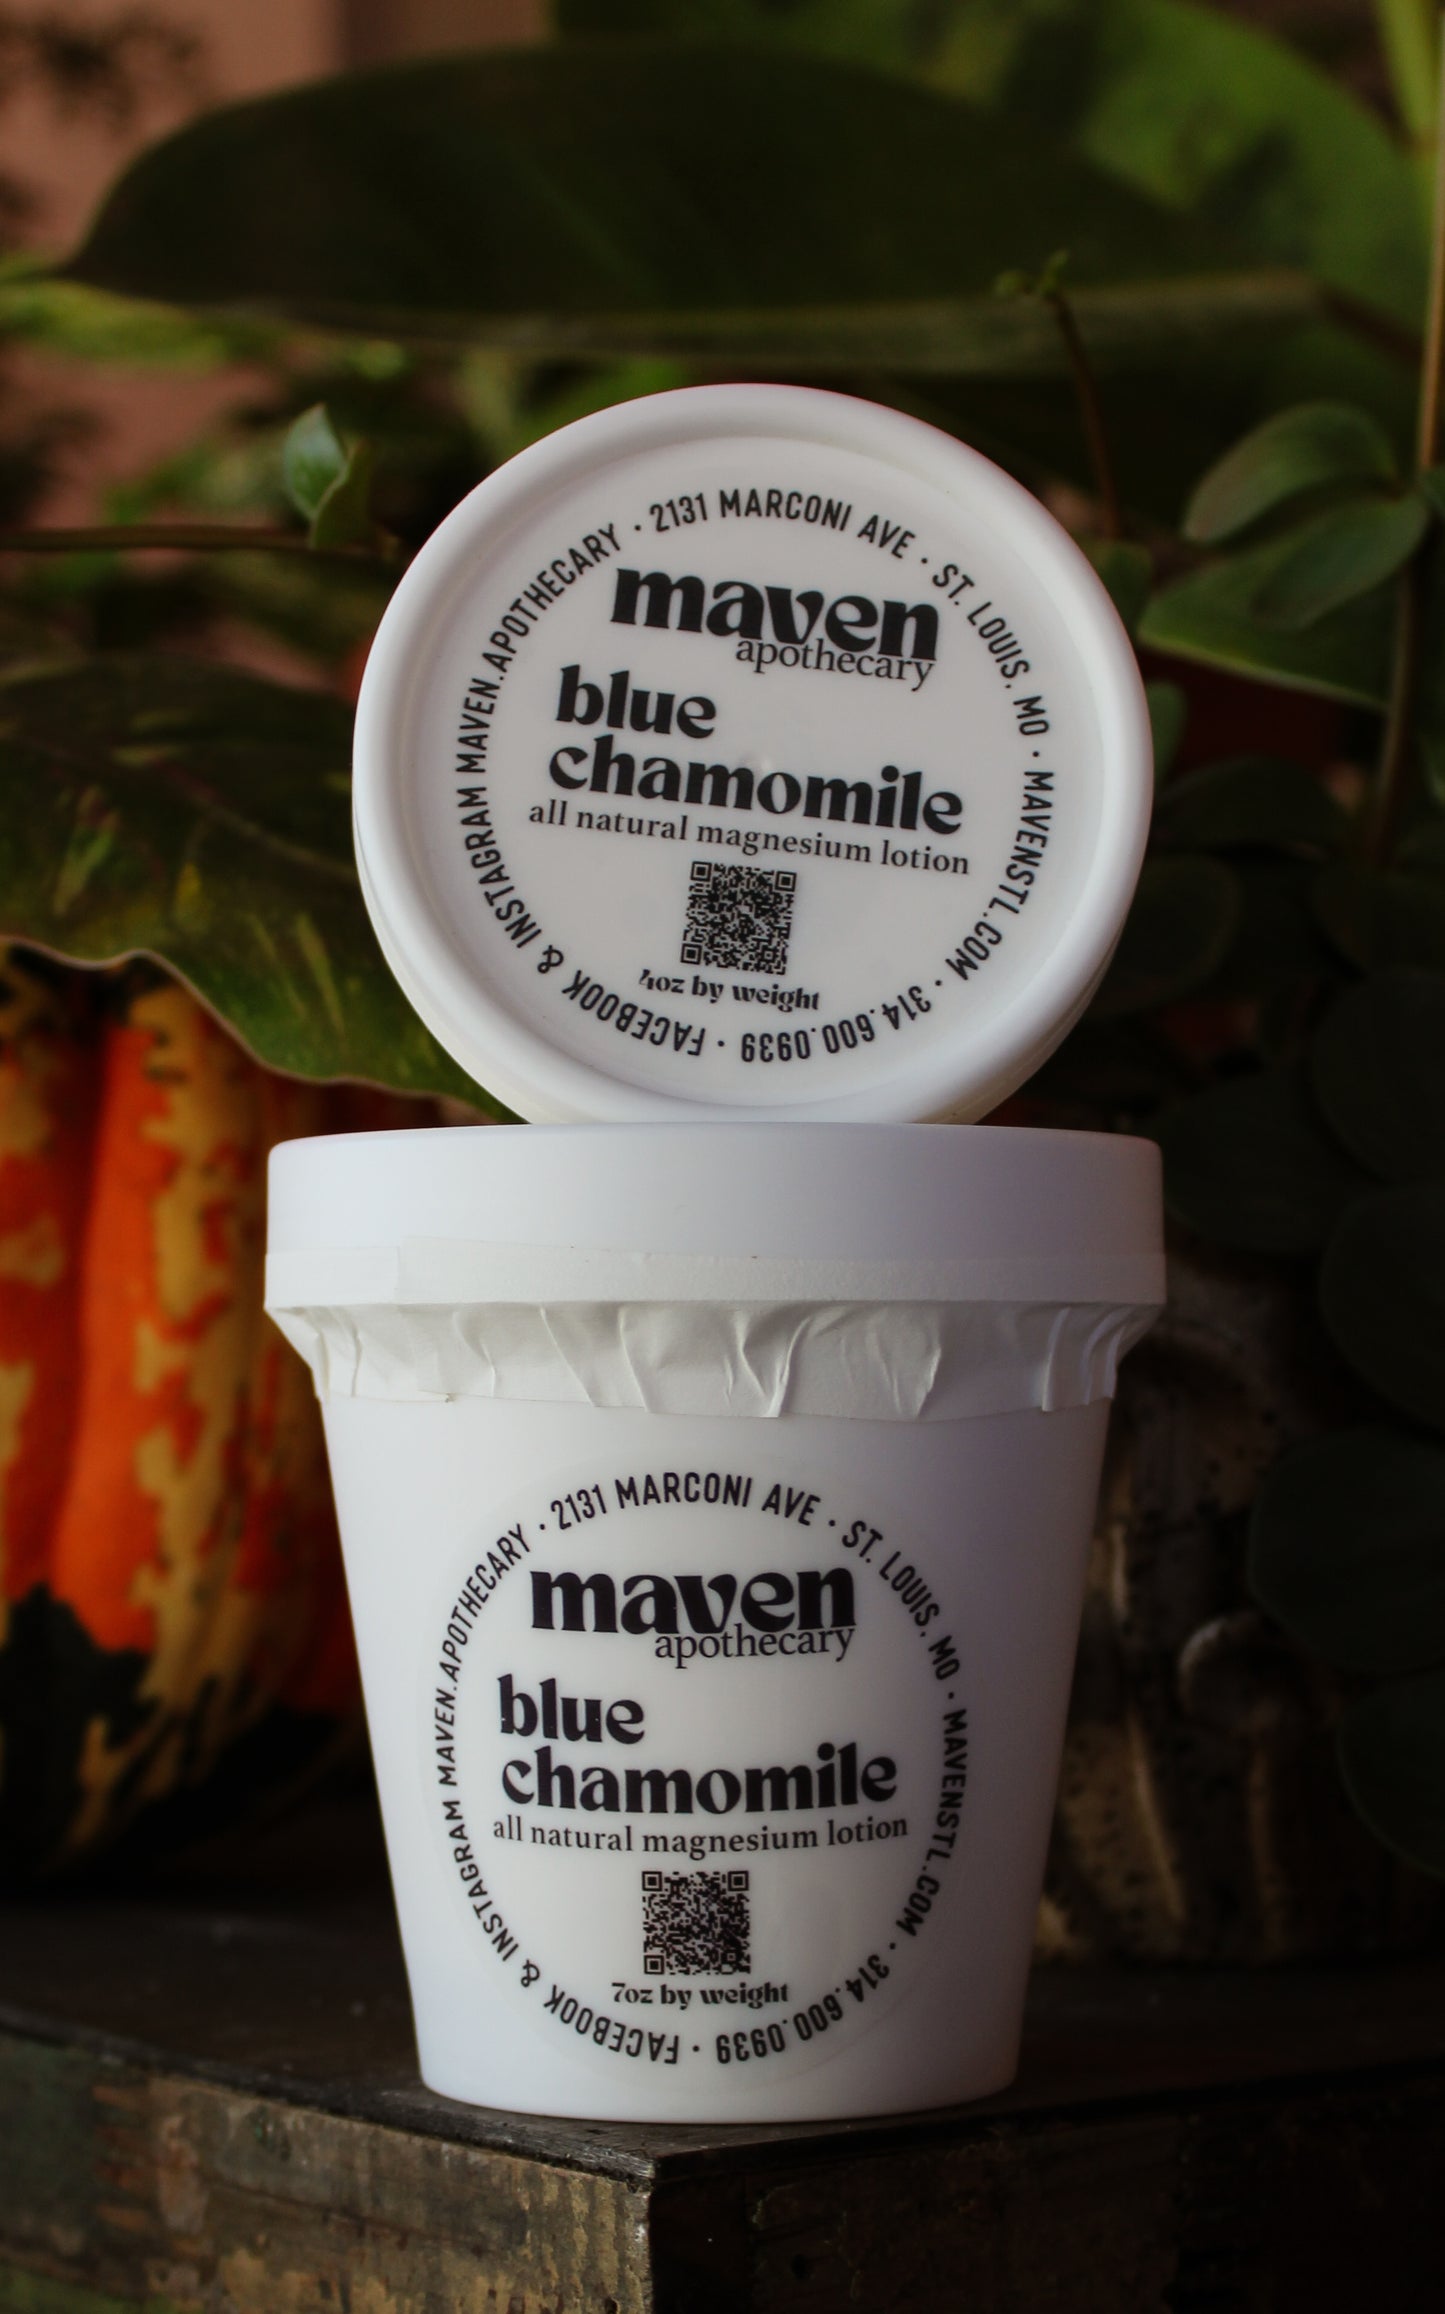 2131 MARCONI AVE · ST. LOUIS, MO · MAVENSTL.COM · 314.600.0939 · FACEBOOK & INSTAGRAM MAVEN.APOTHECARY ·
maven
apothecary
blue
chamomile
all natural magnesium lotion
4oz by weight
2131 MARCONI AVE · ST. LOUIS, MO · MAVENSTL.COM · 314.600.0939 · FACEBOOK & INSTAGRAM MAVEN.APOTHECARY ·
maven
apothecary
blue
chamomile
all natural magnesium lotion
7oz by weight